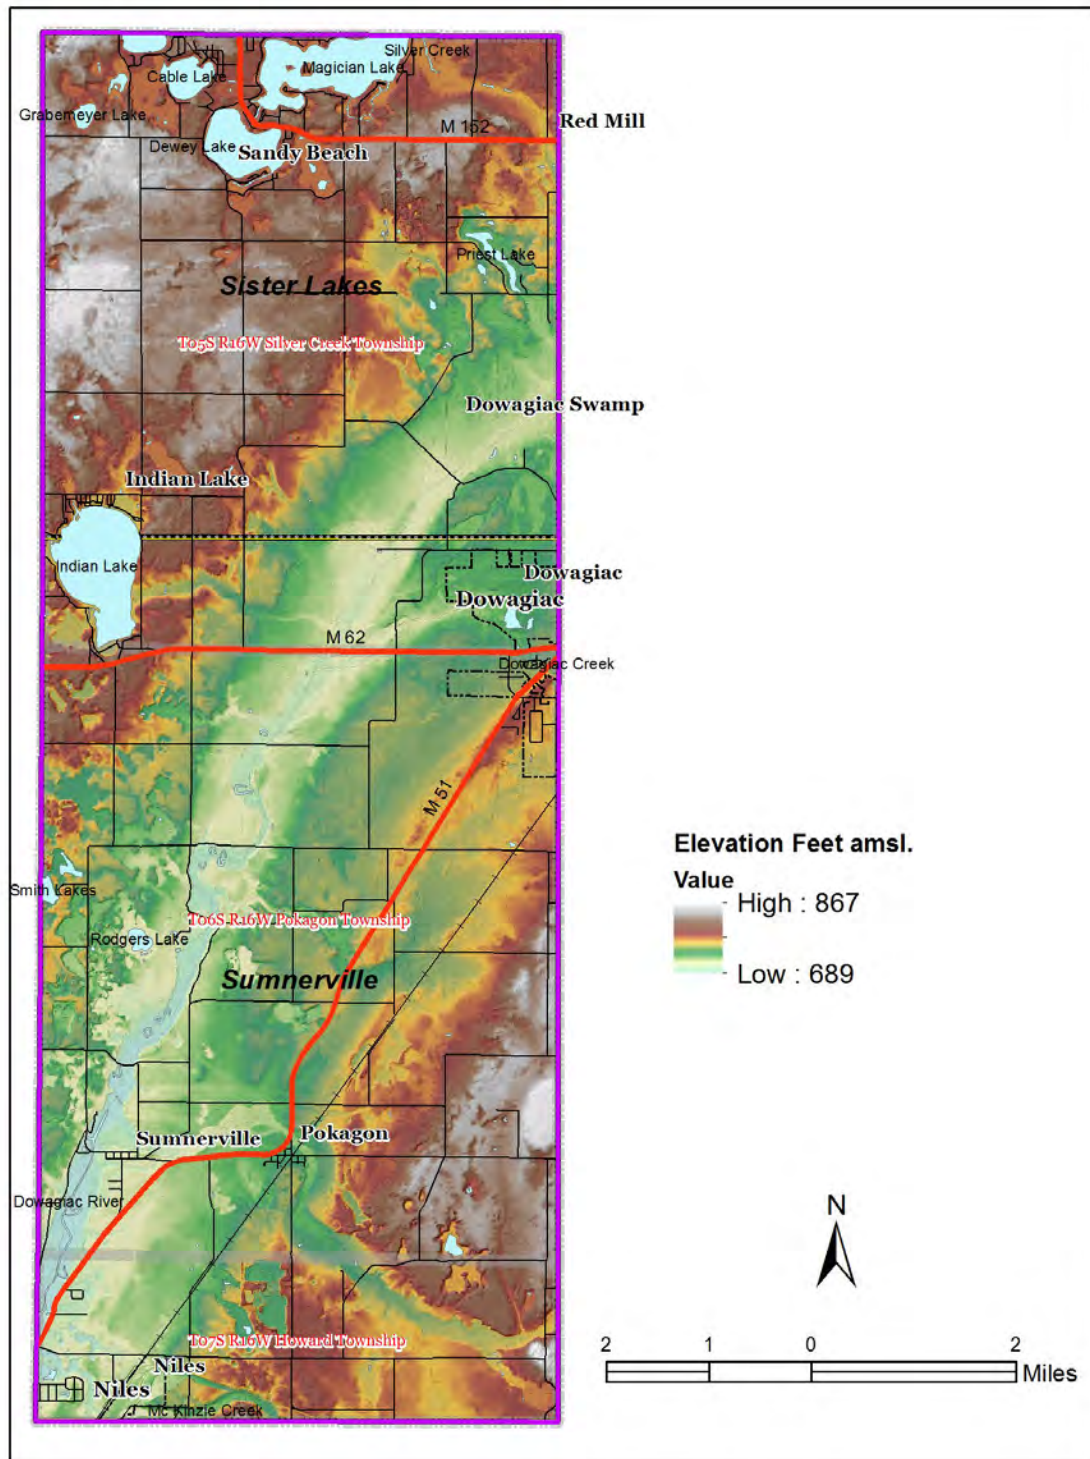 Silver Creek
Magician Lake
Cable Lake
Grabemeyer Lake
M 152
Red Mill
Dewey Lake
Sandy Beach
Priest Lake
Sister Lakes
T05S R16W Silver Creek Township
Dowagiac Swamp
Indian Lake
Indian Lake
Dowagiac
Dowagiac
M 62
Dowagiac Creek
M 51
Elevation Feet amsl.
Value
High : 867
Low : 689
Smith Lakes
T06S R16W Pokagon Township
Rodgers Lake
Sumnerville
Sumnerville
Pokagon
Dowagiac River
N
T07S R16W Howard Township
2 1 0 2
Miles
Niles
Niles
Mc Kinzie Creek